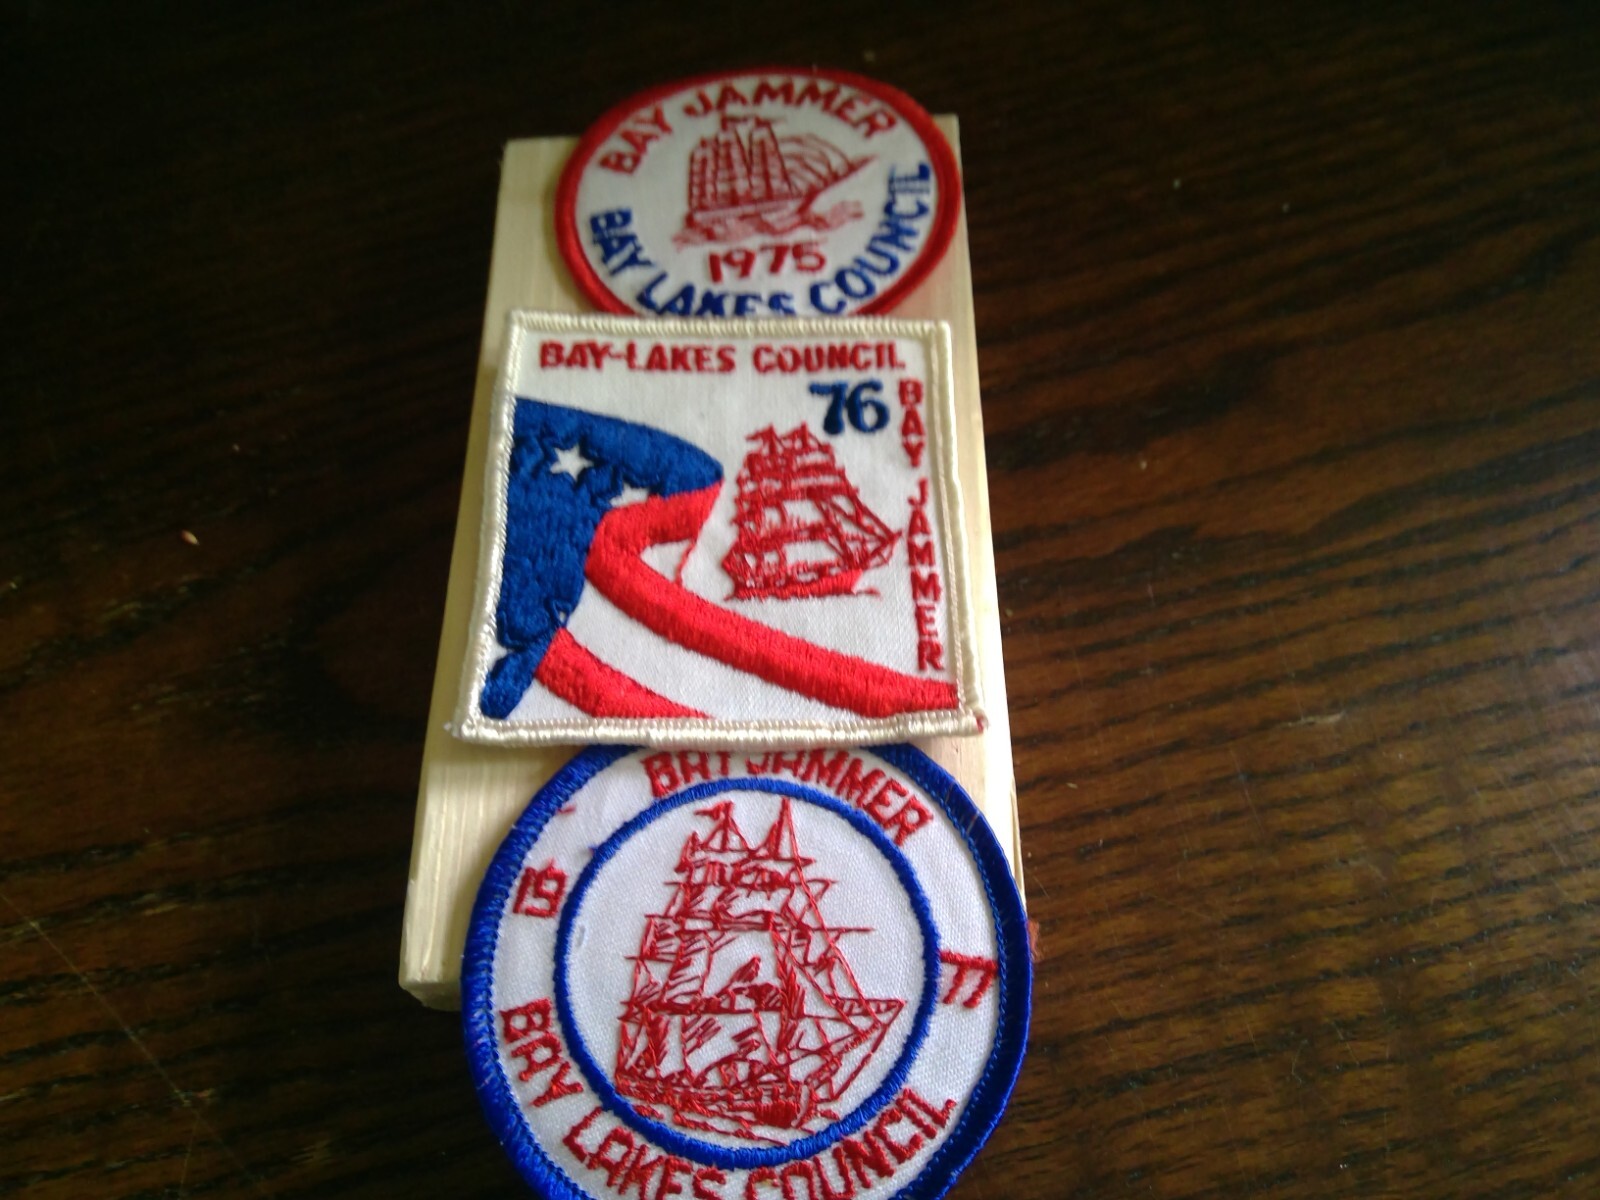 BAY JAMMER
1975
BAY LAKES COUNCIL
BAY-LAKES COUNCIL
76
BAY JAMMER
BAY JAMMER
19 77
BAY LAKES COUNCIL